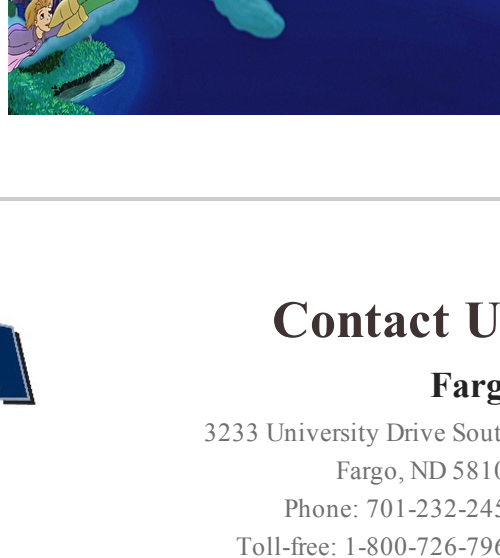 Contact U
Farg
3233 University Drive Sout
Fargo, ND 5810
Phone: 701-232-245
Toll-free: 1-800-726-796